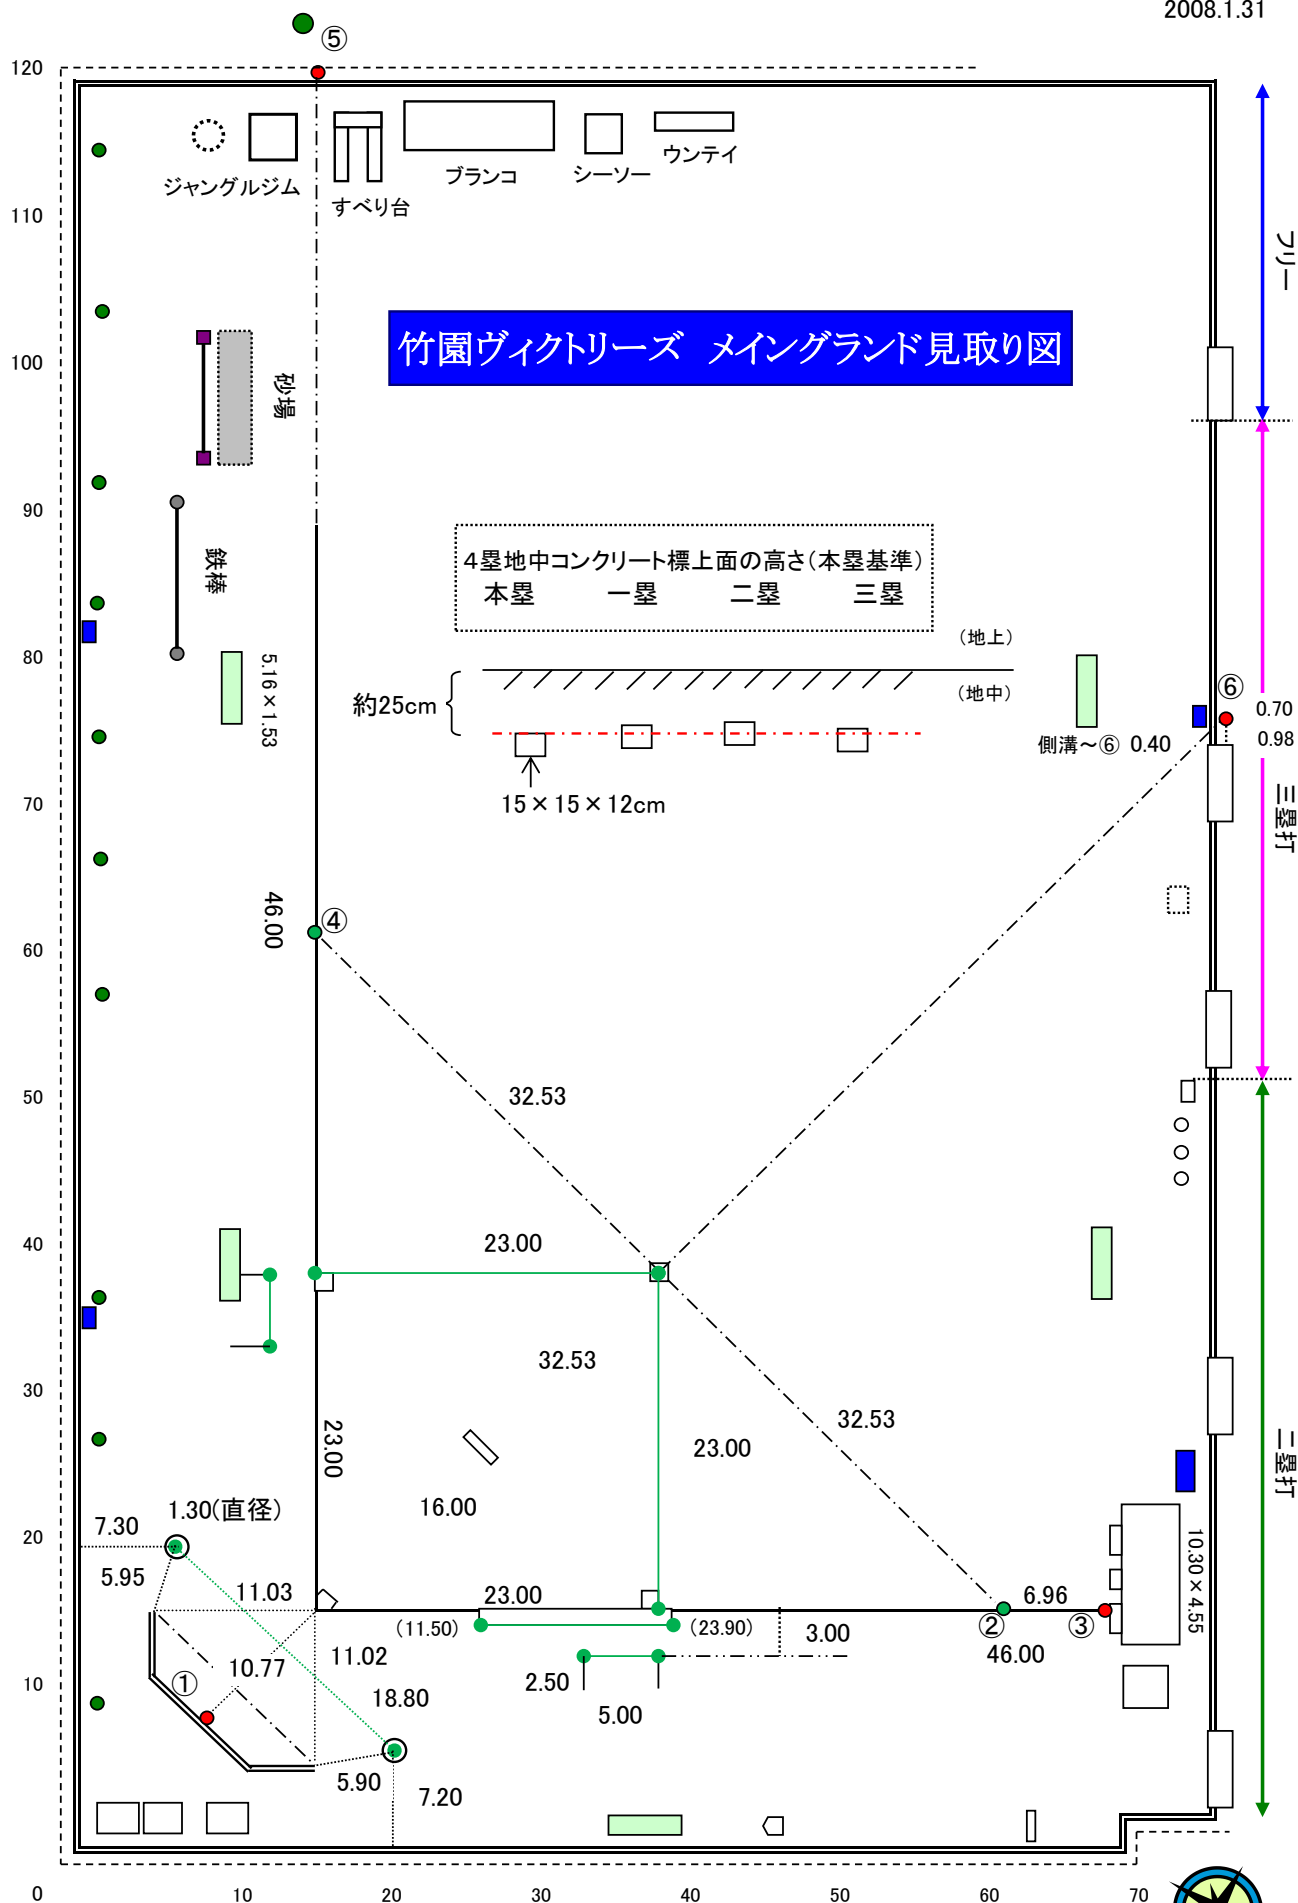 2008.1.31
⑤
120
ジャングルジム
すべり台
ブランコ
シーソー
ウンテイ
110
フリー
竹園ヴィクトリーズ　メイングランド見取り図
100
砂場
90
鉄棒
4塁地中コンクリート標上面の高さ(本塁基準)
本塁　一塁　二塁　三塁
(地上)
80
5.16×1.53
約25cm
(地中)
⑥
0.70
側溝～⑥ 0.40
0.98
15×15×12cm
70
三塁打
46.00
④
60
32.53
50
40
23.00
32.53
30
23.00
32.53
23.00
二塁打
16.00
1.30(直径)
7.30
20
5.95
11.03
23.00
6.96
10.30×4.55
(11.50)
(23.90)
3.00
②
③
46.00
11.02
10.77
①
10
18.80
2.50
5.00
5.90
7.20
0
10
20
30
40
50
60
70